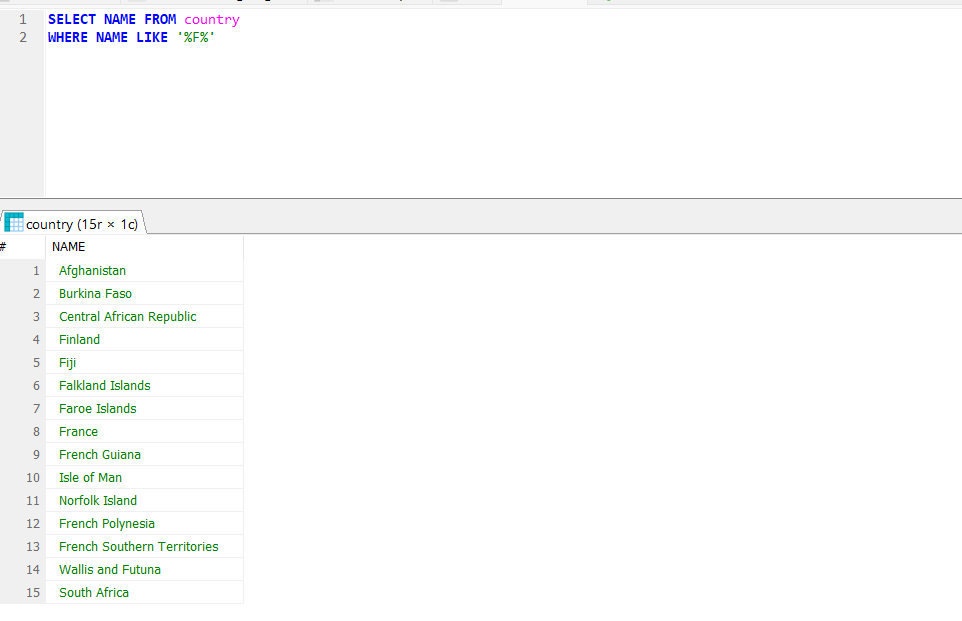 1 SELECT NAME FROM country
2 WHERE NAME LIKE '%F%'
country (15r × 1c)
# NAME
1 Afghanistan
2 Burkina Faso
3 Central African Republic
4 Finland
5 Fiji
6 Falkland Islands
7 Faroe Islands
8 France
9 French Guiana
10 Isle of Man
11 Norfolk Island
12 French Polynesia
13 French Southern Territories
14 Wallis and Futuna
15 South Africa